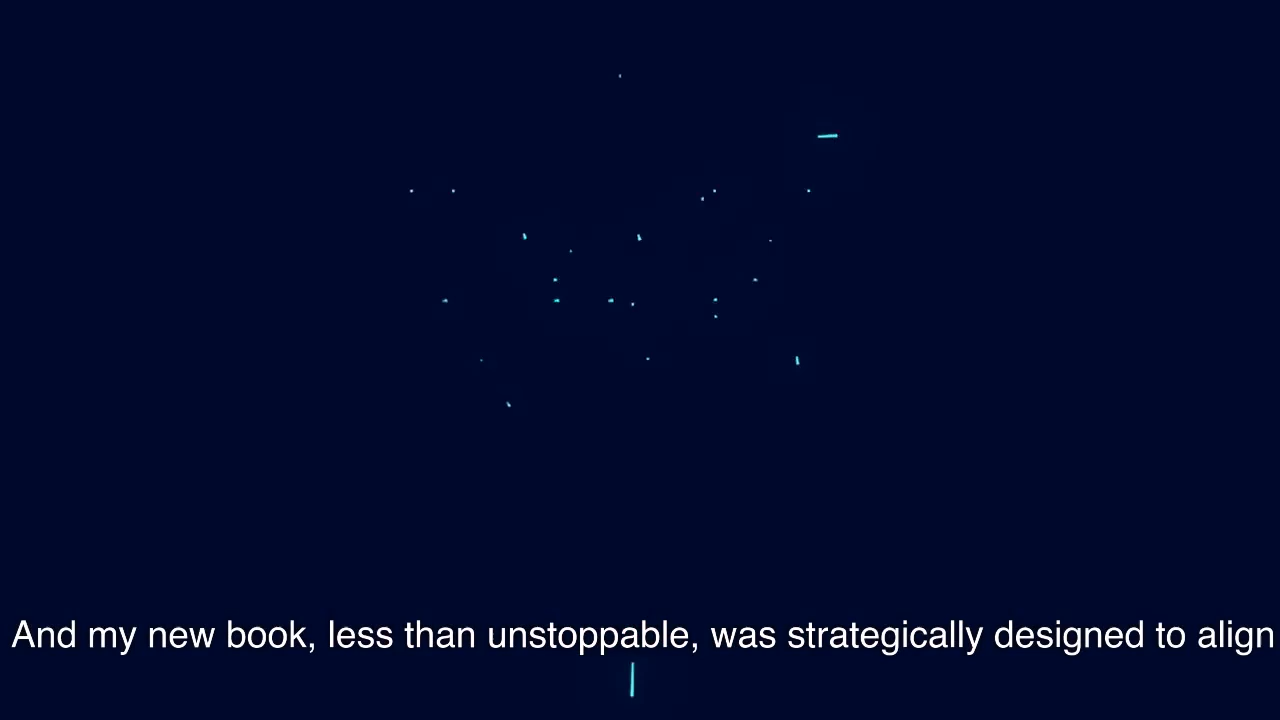 And my new book, less than unstoppable, was strategically designed to align